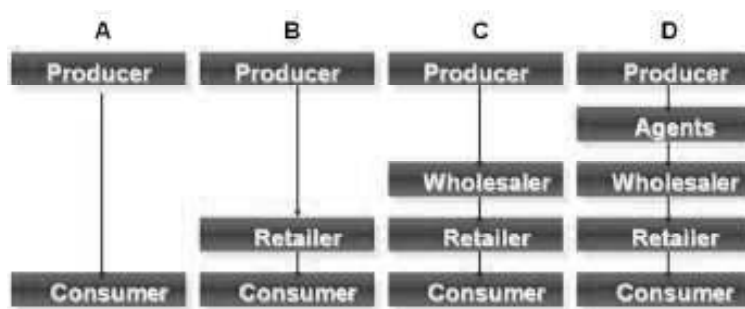 A B C D
Producer Producer Producer Producer
Agents
Wholesaler Wholesaler
Retailer Retailer Retailer
Consumer Consumer Consumer Consumer